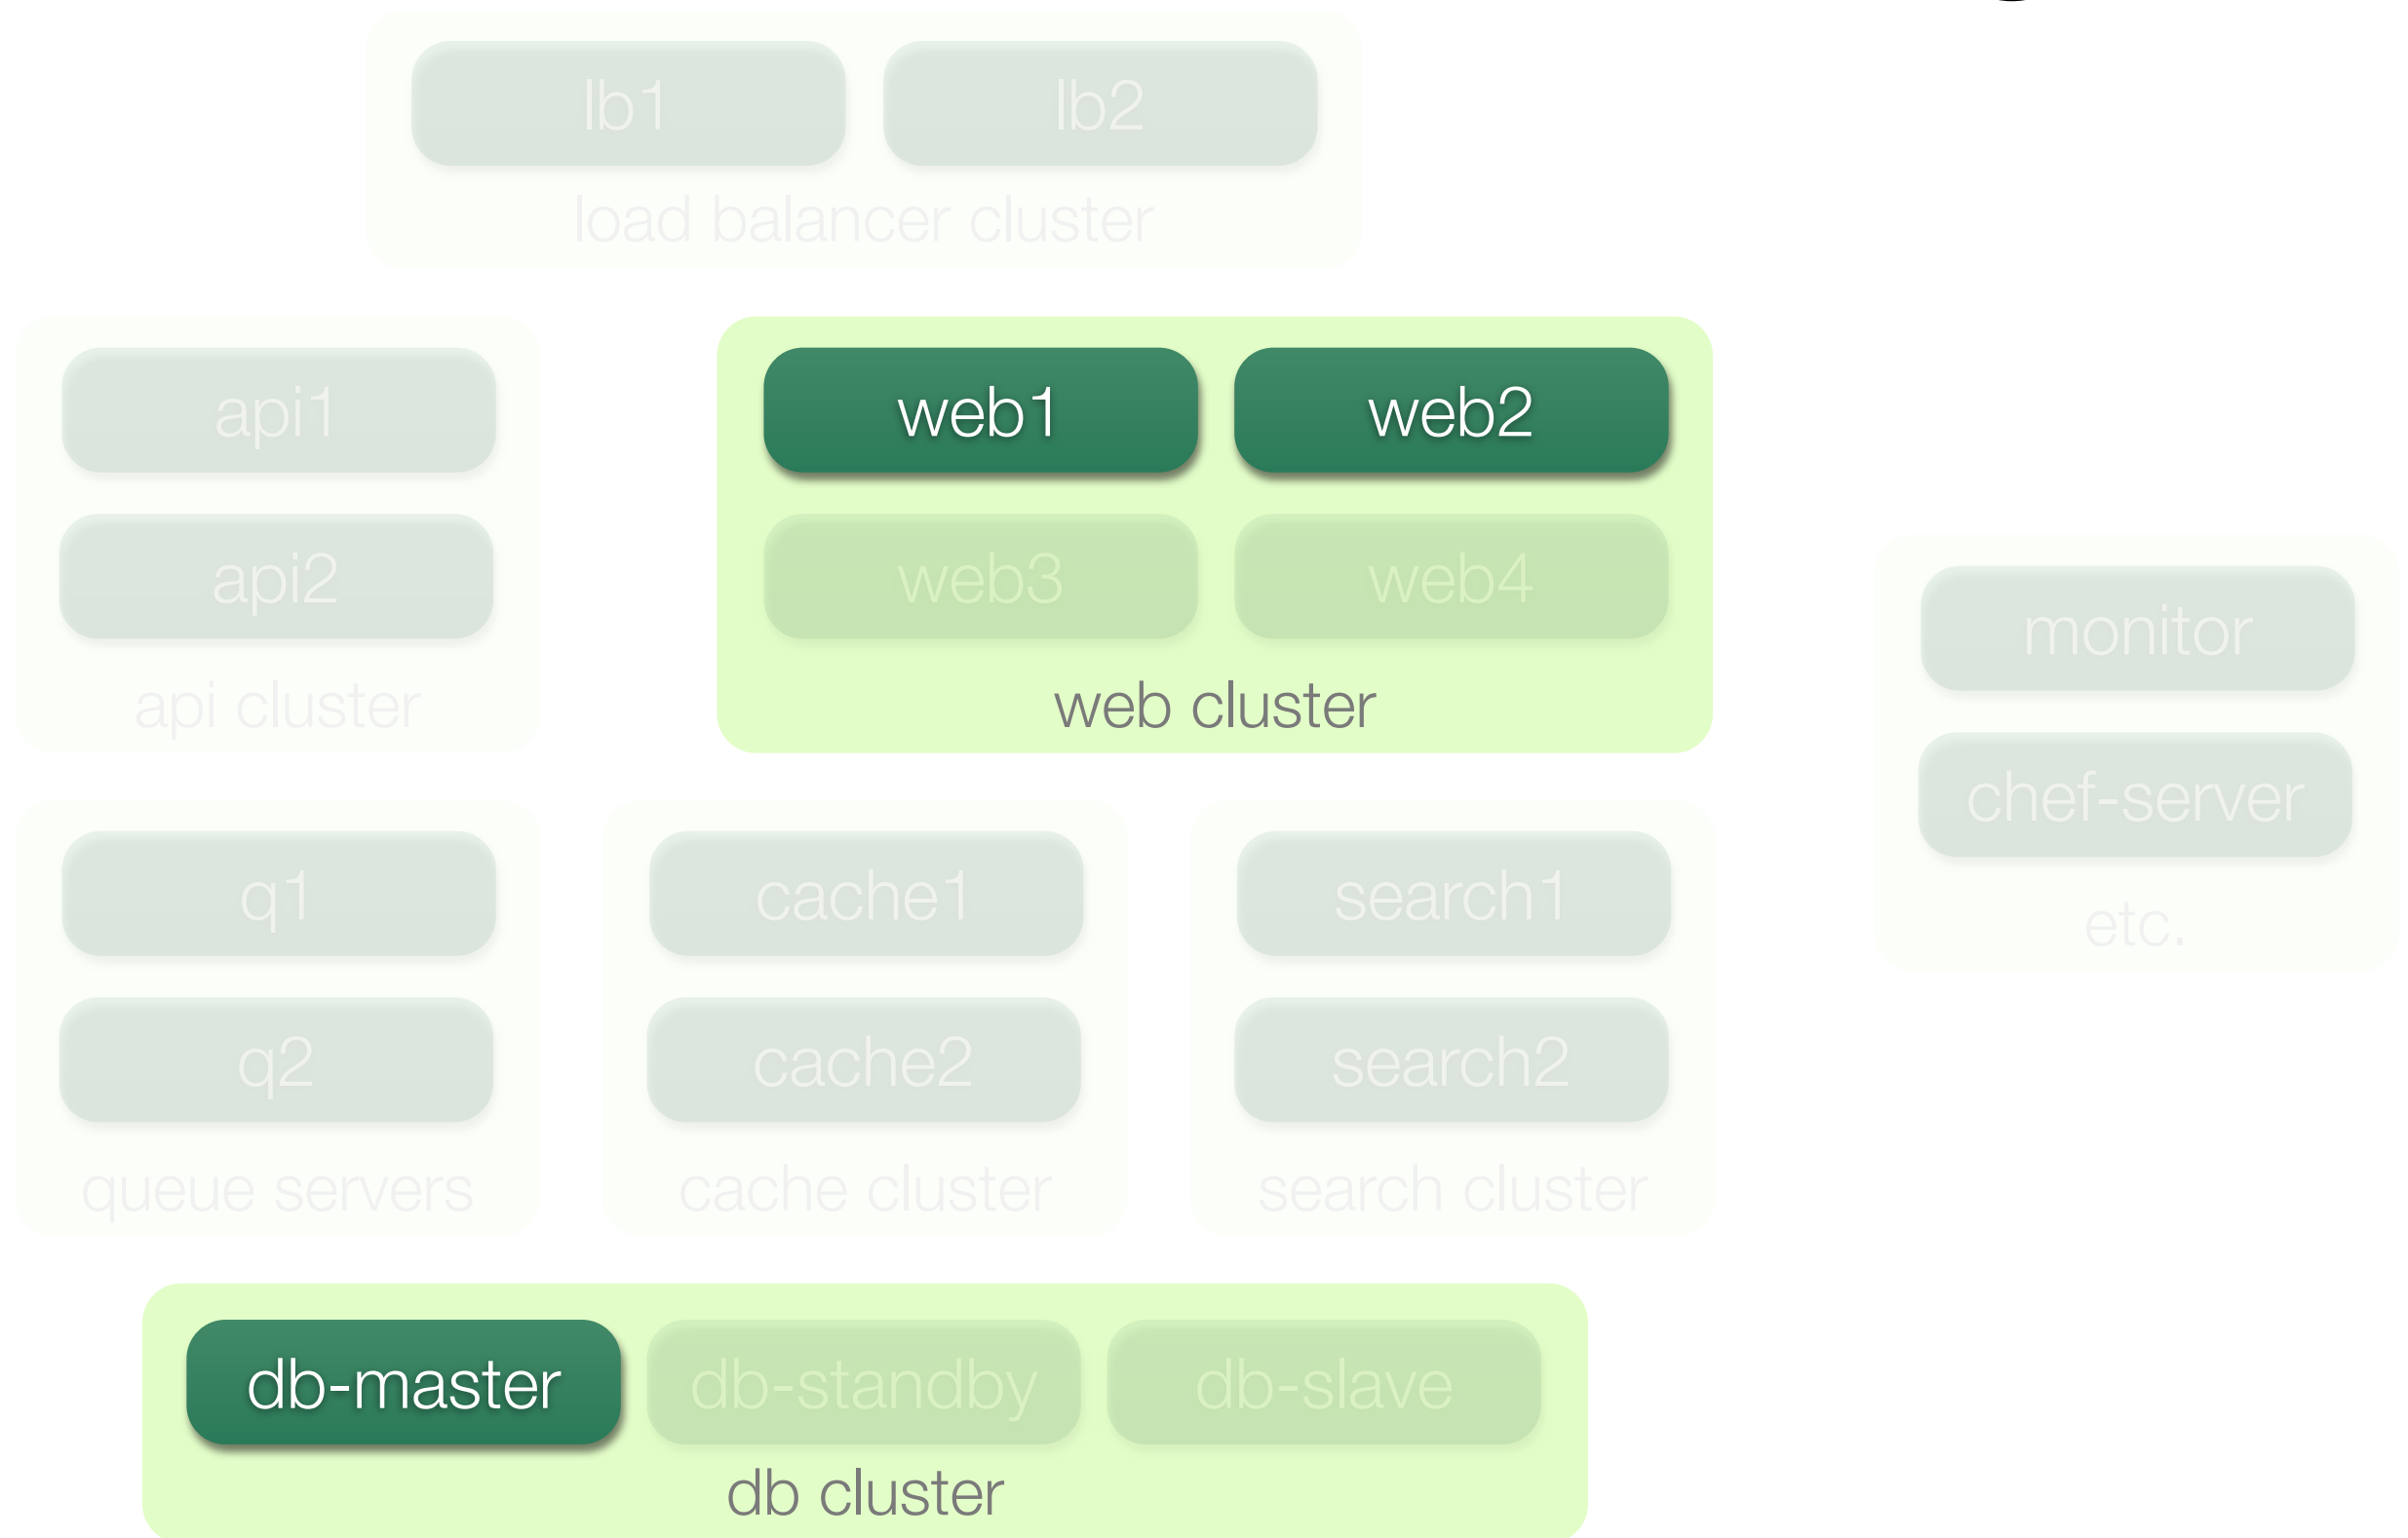 lb1 lb2
load balancer cluster
api1
api2
api cluster
web1 web2
web3 web4
web cluster
monitor
chef-server
etc.
q1
q2
queue servers
cache1
cache2
cache cluster
search1
search2
search cluster
db-master db-standby db-slave
db cluster